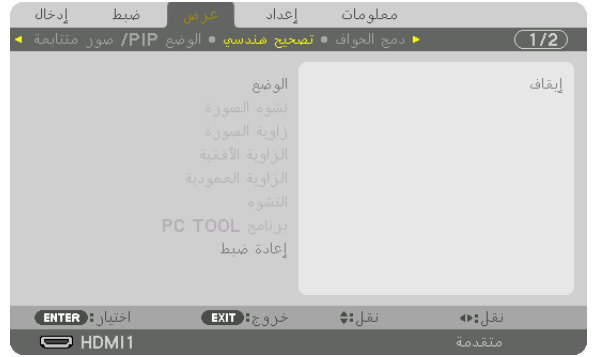 إدخال ضبط عرض إعداد معلومات
◄ الوضع PIP/ صور متتابعة ● تصحيح هندسي ● دمج الحواف ► (1/2)
الوضع إيقاف
تشوه الصورة
زاوية الصورة
الزاوية الأفقية
الزاوية العمودية
التشوه
برنامج PC TOOL
إعادة ضبط
ENTER :اختيار EXIT :خروج نقل: نقل:
HDMI1 متقدمة